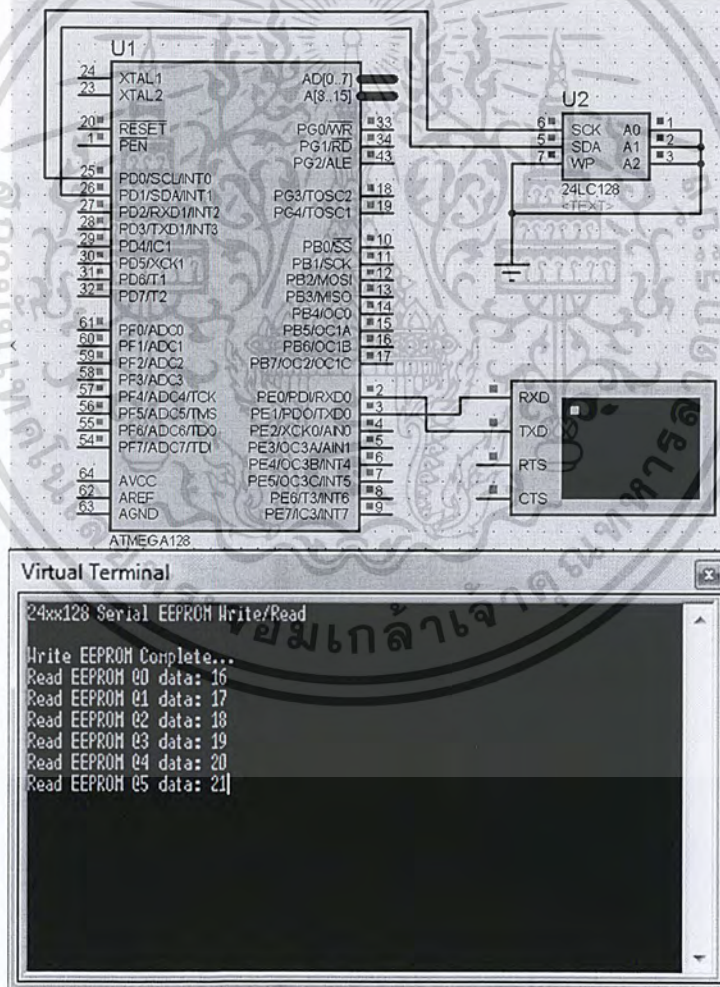 U1
24 XTAL1 AD[0..7]
23 XTAL2 A[8..15]
20 RESET PG0/WR 33
1 PEN PG1/RD 34
PG2/ALE 43
25 PD0/SCL/INT0
26 PD1/SDA/INT1 PG3/TOSC2 18
27 PD2/RXD1/INT2 PG4/TOSC1 19
28 PD3/TXD1/INT3
29 PD4/IC1 PB0/SS 10
30 PD5/XCK1 PB1/SCK 11
31 PD6/T1 PB2/MOSI 12
32 PD7/T2 PB3/MISO 13
PB4/OC0 14
61 PF0/ADC0 PB5/OC1A 15
60 PF1/ADC1 PB6/OC1B 16
59 PF2/ADC2 PB7/OC2/OC1C 17
58 PF3/ADC3
57 PF4/ADC4/TCK PE0/PDI/RXD0 2
56 PF5/ADC5/TMS PE1/PDO/TXD0 3
55 PF6/ADC6/TDO PE2/XCK0/AIN0 4
54 PF7/ADC7/TDI PE3/OC3A/AIN1 5
PE4/OC3B/INT4 6
64 AVCC PE5/OC3C/INT5 7
62 AREF PE6/T3/INT6 8
63 AGND PE7/IC3/INT7 9
ATMEGA128
U2
6 SCK A0 1
5 SDA A1 2
7 WP A2 3
24LC128
<TEXT>
RXD
TXD
RTS
CTS
Virtual Terminal
24xx128 Serial EEPROM Write/Read
Write EEPROM Complete...
Read EEPROM @0 data: 16
Read EEPROM @1 data: 17
Read EEPROM @2 data: 18
Read EEPROM @3 data: 19
Read EEPROM @4 data: 20
Read EEPROM @5 data: 21